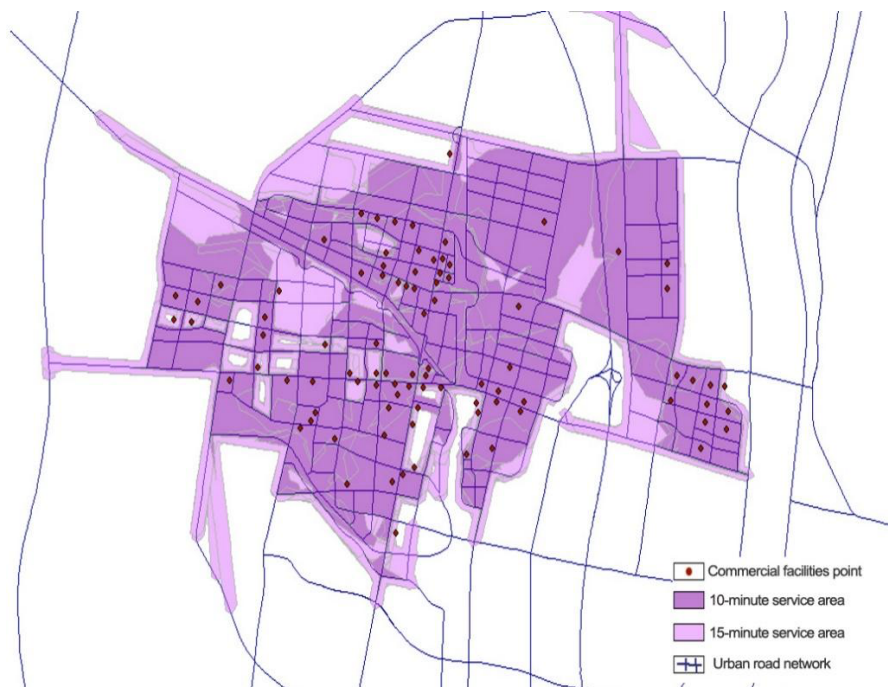 Commercial facilities point
10-minute service area
15-minute service area
Urban road network